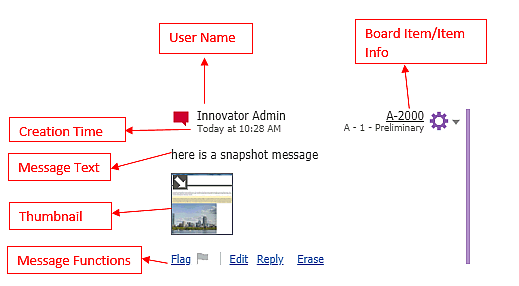 User Name
Board Item/Item
Info
Innovator Admin
A-2000
Creation Time
Today at 10:28 AM
A - 1 - Preliminary
Message Text
here is a snapshot message
Thumbnail
Message Functions
Flag Edit Reply Erase